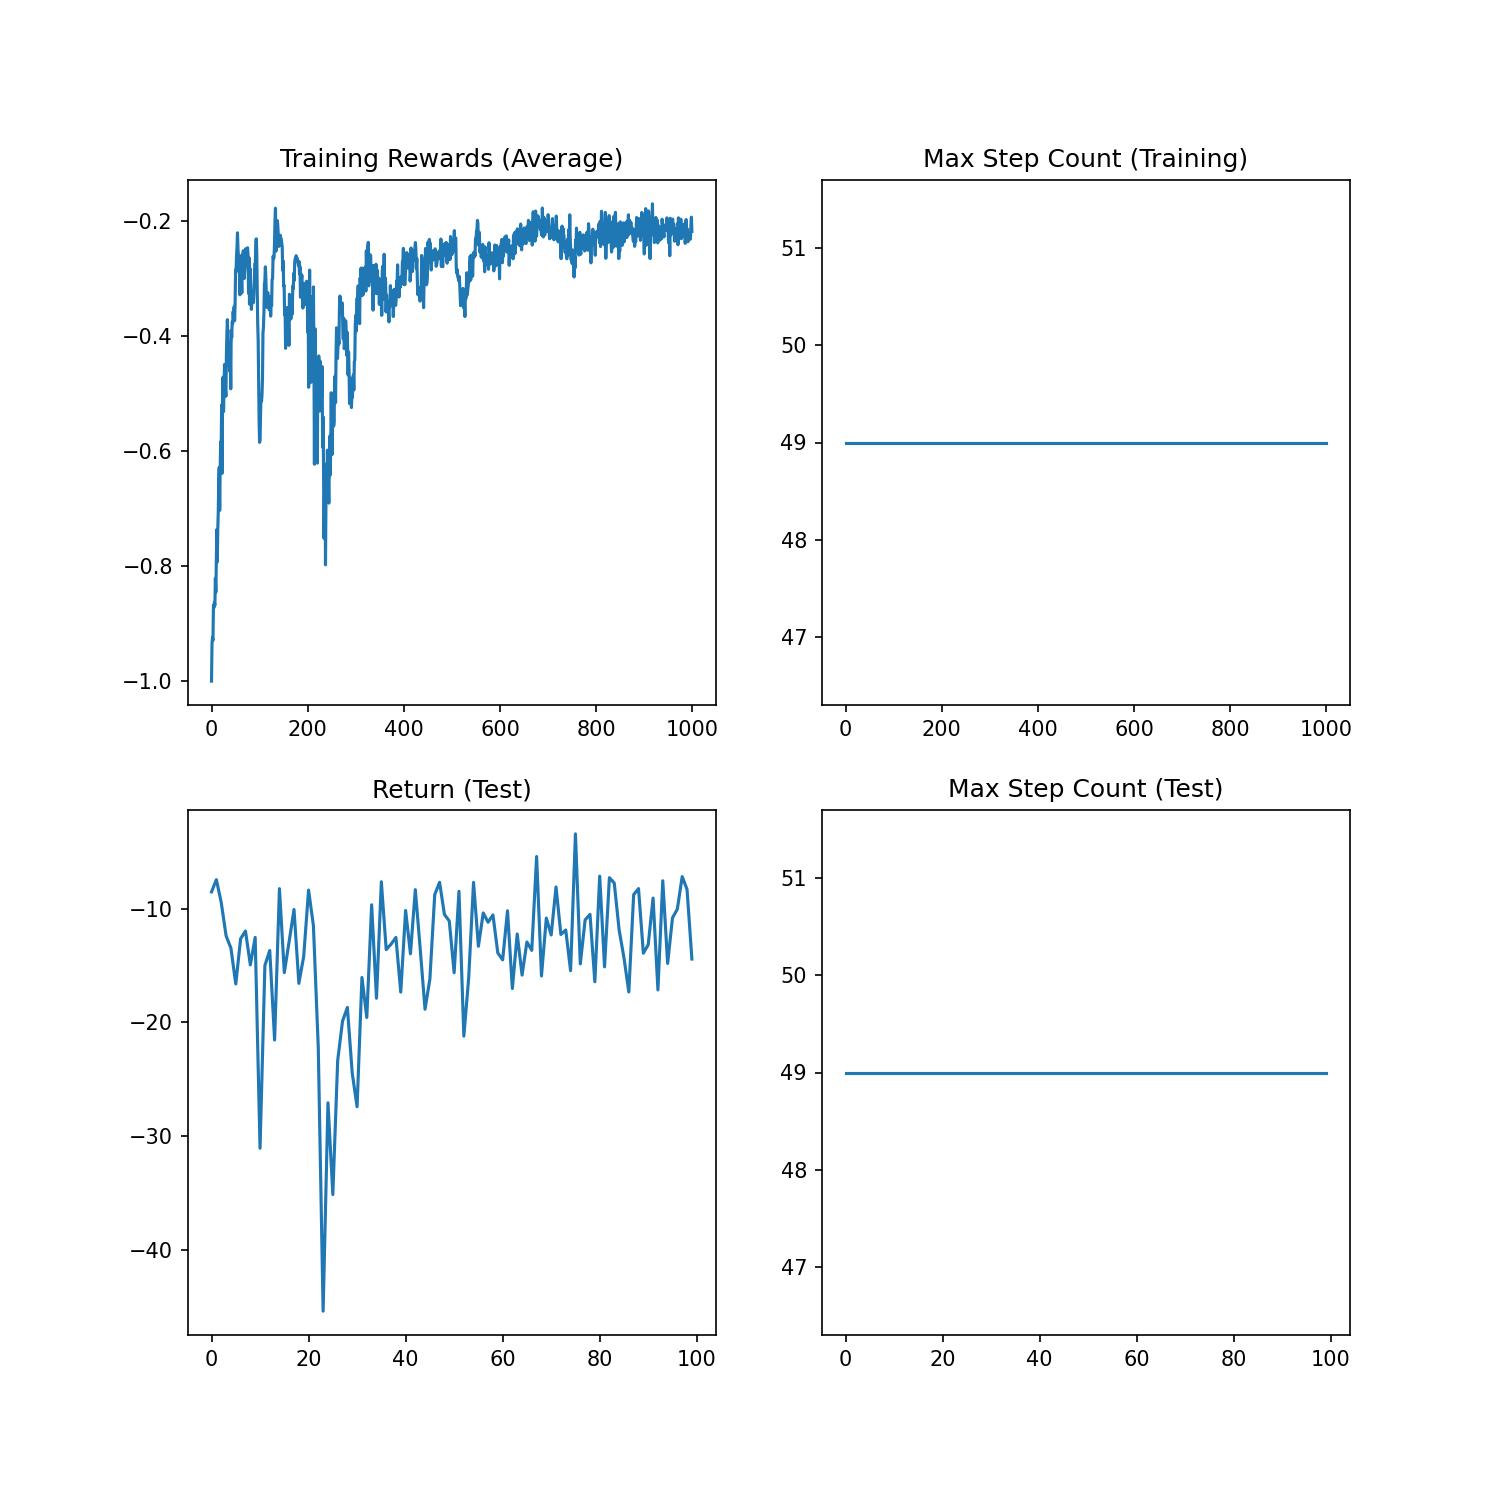 Training Rewards (Average)
−0.2
−0.4
−0.6
−0.8
−1.0
0 200 400 600 800 1000
Max Step Count (Training)
51
50
49
48
47
0 200 400 600 800 1000
Return (Test)
−10
−20
−30
−40
0 20 40 60 80 100
Max Step Count (Test)
51
50
49
48
47
0 20 40 60 80 100